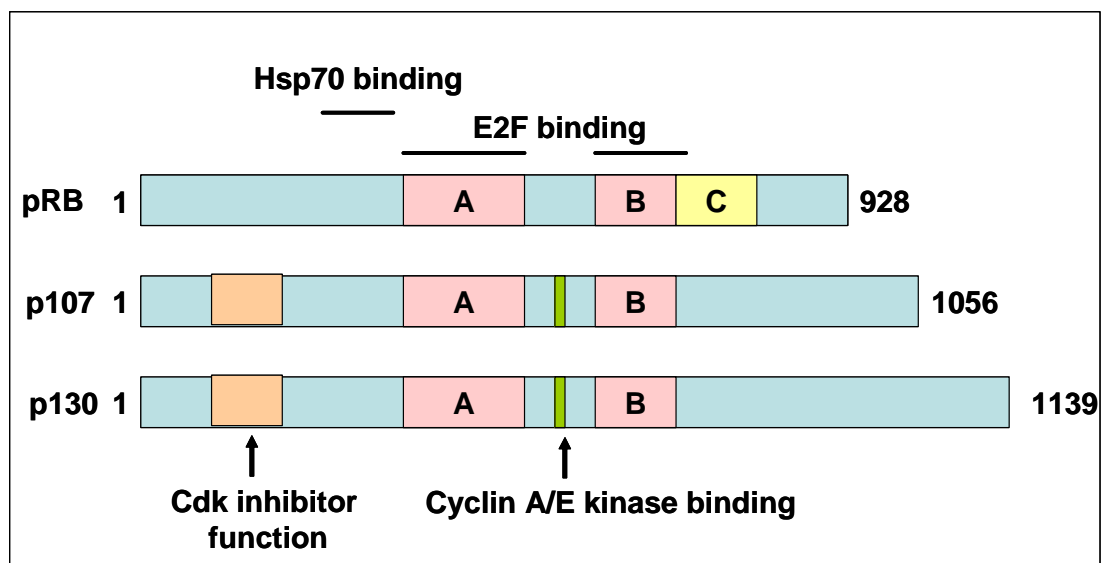 Hsp70 binding
E2F binding
pRB 1 A B C 928
p107 1 A B 1056
p130 1 A B 1139
Cdk inhibitor
function
Cyclin A/E kinase binding